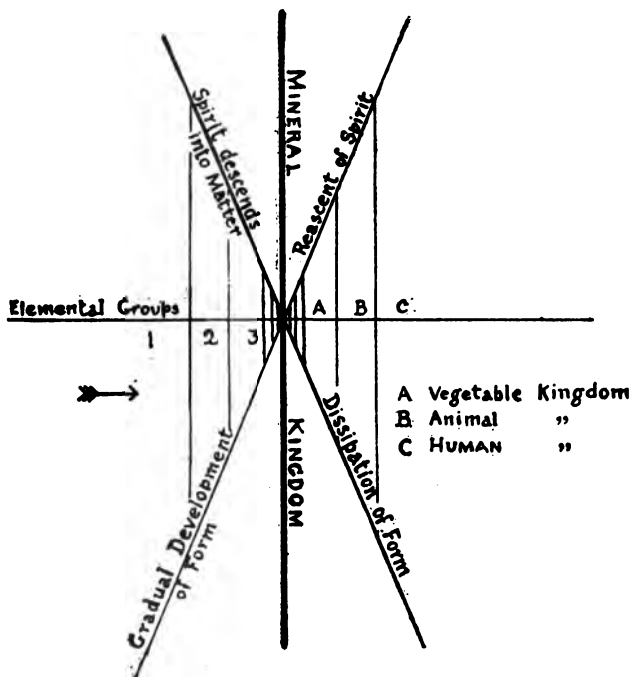 Spirit descends
into Matter
MINERAL
Reascent of Spirit
Elemental Groups
1
2
3
A
B
C
A Vegetable Kingdom
B Animal "
C HUMAN "
Gradual Development
of Form
KINGDOM
Dissipation of Form